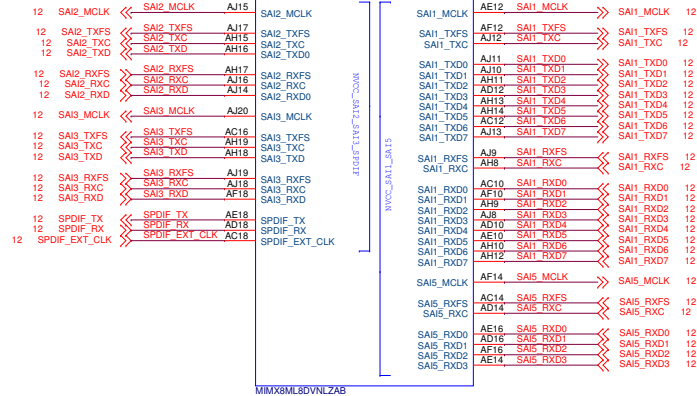 12 SAI2_MCLK SAI2_MCLK AJ15 SAI2_MCLK
12 SAI2_TXFS SAI2_TXFS AJ17 SAI2_TXFS
12 SAI2_TXC SAI2_TXC AH15 SAI2_TXC
12 SAI2_TXD SAI2_TXD AH16 SAI2_TXD0
12 SAI2_RXFS SAI2_RXFS AH17 SAI2_RXFS
12 SAI2_RXC SAI2_RXC AJ16 SAI2_RXC
12 SAI2_RXD SAI2_RXD AJ14 SAI2_RXD0
12 SAI3_MCLK SAI3_MCLK AJ20 SAI3_MCLK
12 SAI3_TXFS SAI3_TXFS AC16 SAI3_TXFS
12 SAI3_TXC SAI3_TXC AH19 SAI3_TXC
12 SAI3_TXD SAI3_TXD AH18 SAI3_TXD
12 SAI3_RXFS SAI3_RXFS AJ19 SAI3_RXFS
12 SAI3_RXC SAI3_RXC AJ18 SAI3_RXC
12 SAI3_RXD SAI3_RXD AF18 SAI3_RXD
12 SPDIF_TX SPDIF_TX AE18 SPDIF_TX
12 SPDIF_RX SPDIF_RX AD18 SPDIF_RX
12 SPDIF_EXT_CLK SPDIF_EXT_CLK AC18 SPDIF_EXT_CLK
NVCC_SAI2_SAI3_SPDIF
NVCC_SAI1_SAI5
SAI1_MCLK AE12 SAI1_MCLK SAI1_MCLK 12
SAI1_TXFS AF12 SAI1_TXFS SAI1_TXFS 12
SAI1_TXC AJ12 SAI1_TXC SAI1_TXC 12
SAI1_TXD0 AJ11 SAI1_TXD0 SAI1_TXD0 12
SAI1_TXD1 AJ10 SAI1_TXD1 SAI1_TXD1 12
SAI1_TXD2 AH11 SAI1_TXD2 SAI1_TXD2 12
SAI1_TXD3 AD12 SAI1_TXD3 SAI1_TXD3 12
SAI1_TXD4 AH13 SAI1_TXD4 SAI1_TXD4 12
SAI1_TXD5 AH14 SAI1_TXD5 SAI1_TXD5 12
SAI1_TXD6 AC12 SAI1_TXD6 SAI1_TXD6 12
SAI1_TXD7 AJ13 SAI1_TXD7 SAI1_TXD7 12
SAI1_RXFS AJ9 SAI1_RXFS SAI1_RXFS 12
SAI1_RXC AH8 SAI1_RXC SAI1_RXC 12
SAI1_RXD0 AC10 SAI1_RXD0 SAI1_RXD0 12
SAI1_RXD1 AF10 SAI1_RXD1 SAI1_RXD1 12
SAI1_RXD2 AH9 SAI1_RXD2 SAI1_RXD2 12
SAI1_RXD3 AJ8 SAI1_RXD3 SAI1_RXD3 12
SAI1_RXD4 AD10 SAI1_RXD4 SAI1_RXD4 12
SAI1_RXD5 AE10 SAI1_RXD5 SAI1_RXD5 12
SAI1_RXD6 AH10 SAI1_RXD6 SAI1_RXD6 12
SAI1_RXD7 AH12 SAI1_RXD7 SAI1_RXD7 12
SAI5_MCLK AF14 SAI5_MCLK SAI5_MCLK 12
SAI5_RXFS AC14 SAI5_RXFS SAI5_RXFS 12
SAI5_RXC AD14 SAI5_RXC SAI5_RXC 12
SAI5_RXD0 AE16 SAI5_RXD0 SAI5_RXD0 12
SAI5_RXD1 AD16 SAI5_RXD1 SAI5_RXD1 12
SAI5_RXD2 AF16 SAI5_RXD2 SAI5_RXD2 12
SAI5_RXD3 AE14 SAI5_RXD3 SAI5_RXD3 12
MIMX8ML8DVNLZAB